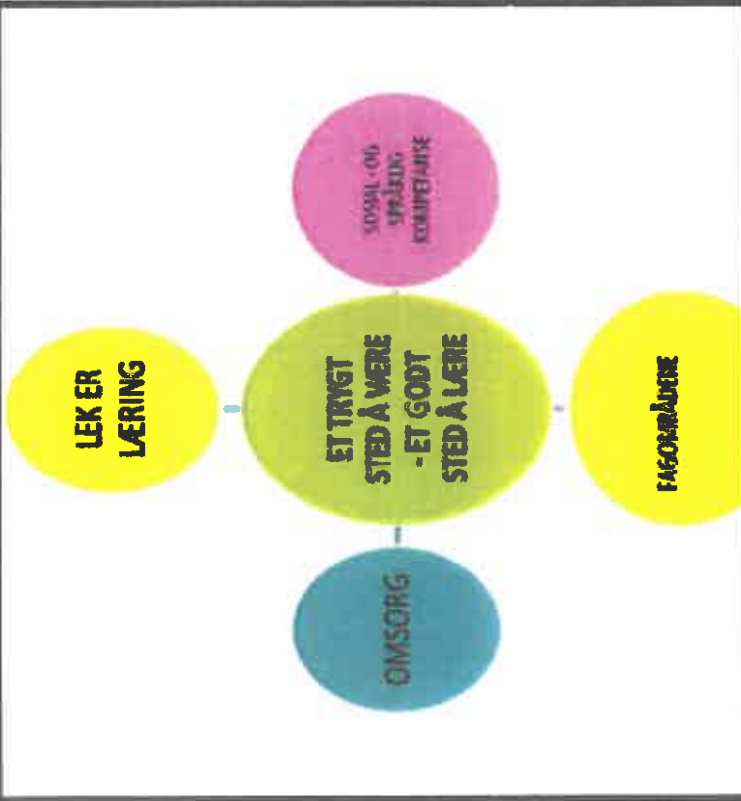 LEK ER
LÆRING
OMSORG
ET TRYGT
STED Å VÆRE
- ET GODT
STED Å LÆRE
SOSIAL - OG
SPRÅKLIG
KOMPETANSE
FAGOMRÅDENE